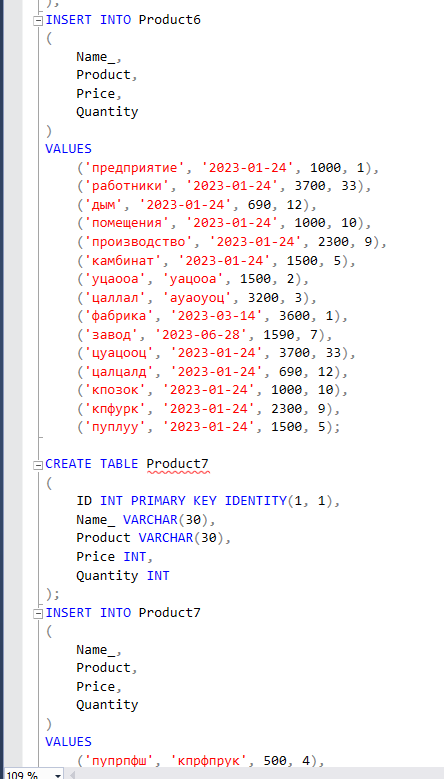 );
INSERT INTO Product6
(
Name_,
Product,
Price,
Quantity
)
VALUES
('предприятие', '2023-01-24', 1000, 1),
('работники', '2023-01-24', 3700, 33),
('дым', '2023-01-24', 690, 12),
('помещения', '2023-01-24', 1000, 10),
('производство', '2023-01-24', 2300, 9),
('камбинат', '2023-01-24', 1500, 5),
('уцаооа', 'уацооа', 1500, 2),
('цаллал', 'ауаоуоц', 3200, 3),
('фабрика', '2023-03-14', 3600, 1),
('завод', '2023-06-28', 1590, 7),
('цуацооц', '2023-01-24', 3700, 33),
('цалцалд', '2023-01-24', 690, 12),
('кпозок', '2023-01-24', 1000, 10),
('кпфурк', '2023-01-24', 2300, 9),
('пуплуу', '2023-01-24', 1500, 5);
CREATE TABLE Product7
(
ID INT PRIMARY KEY IDENTITY(1, 1),
Name_ VARCHAR(30),
Product VARCHAR(30),
Price INT,
Quantity INT
);
INSERT INTO Product7
(
Name_,
Product,
Price,
Quantity
)
VALUES
('пупрпфш', 'кпрфпрук', 500, 4),
109 %